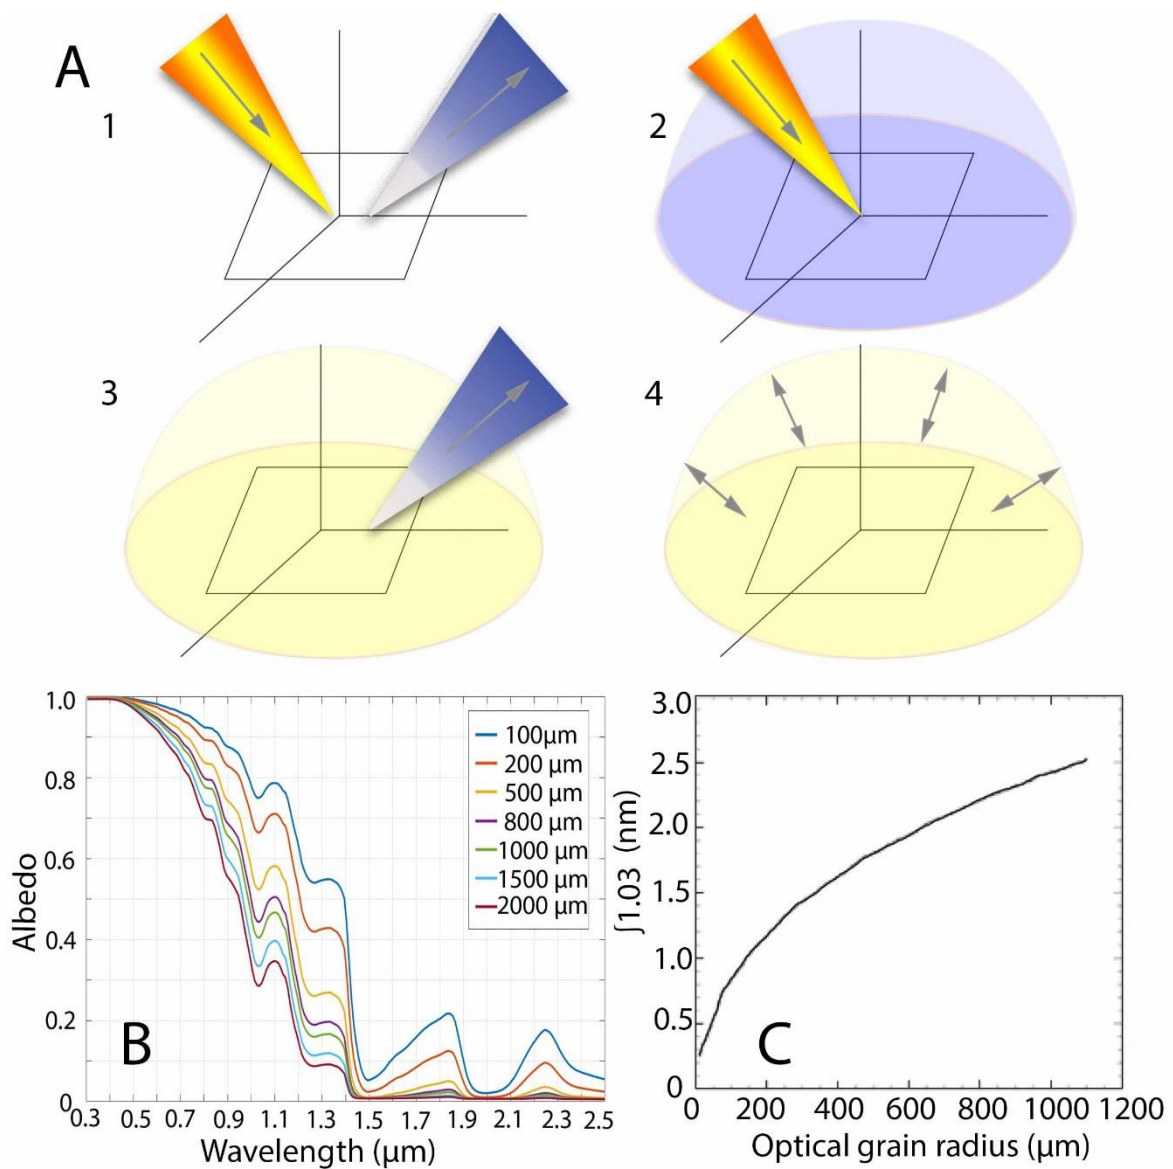 A
1
2
3
4
1.0
0.8
0.6
0.4
0.2
0
Albedo
100µm
200 µm
500 µm
800 µm
1000 µm
1500 µm
2000 µm
B
0.3 0.5 0.7 0.9 1.1 1.3 1.5 1.7 1.9 2.1 2.3 2.5
Wavelength (µm)
3.0
2.5
2.0
1.5
1.0
0.5
0
∫1.03 (nm)
C
0 200 400 600 800 1000 1200
Optical grain radius (µm)